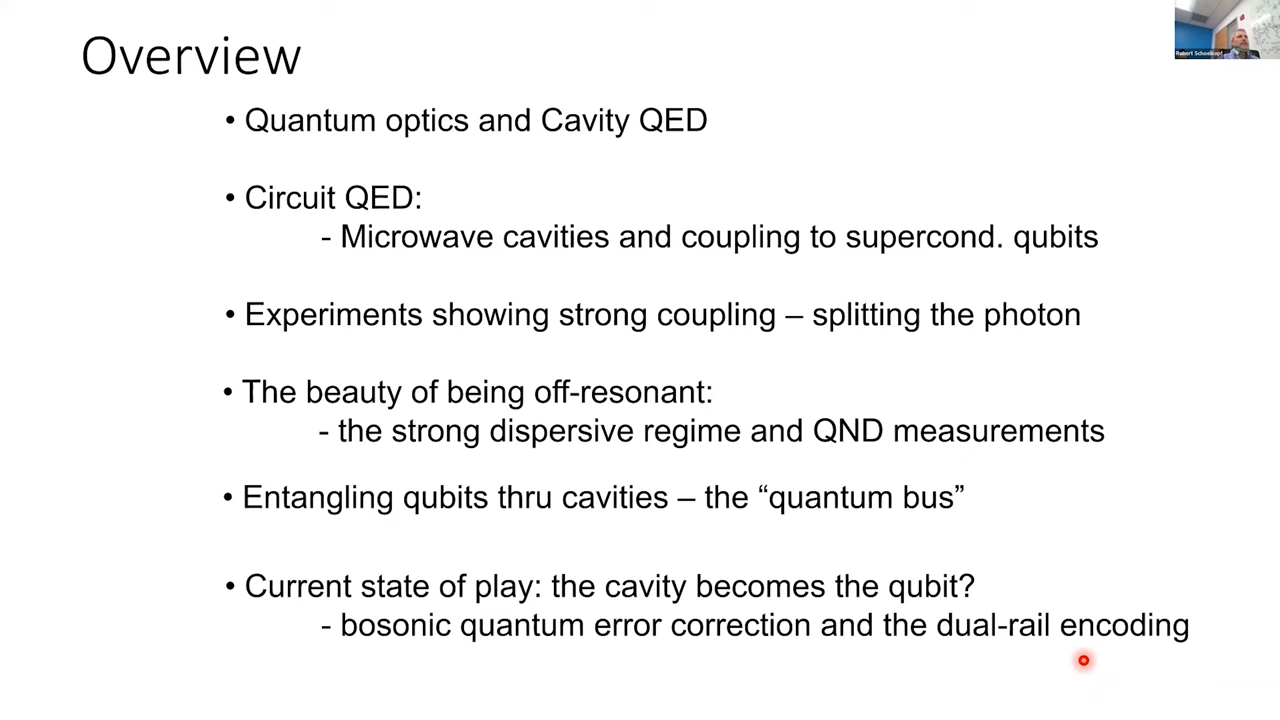 Overview
Robert Schoelkopf
• Quantum optics and Cavity QED
• Circuit QED:
- Microwave cavities and coupling to supercond. qubits
• Experiments showing strong coupling – splitting the photon
• The beauty of being off-resonant:
- the strong dispersive regime and QND measurements
• Entangling qubits thru cavities – the “quantum bus”
• Current state of play: the cavity becomes the qubit?
- bosonic quantum error correction and the dual-rail encoding